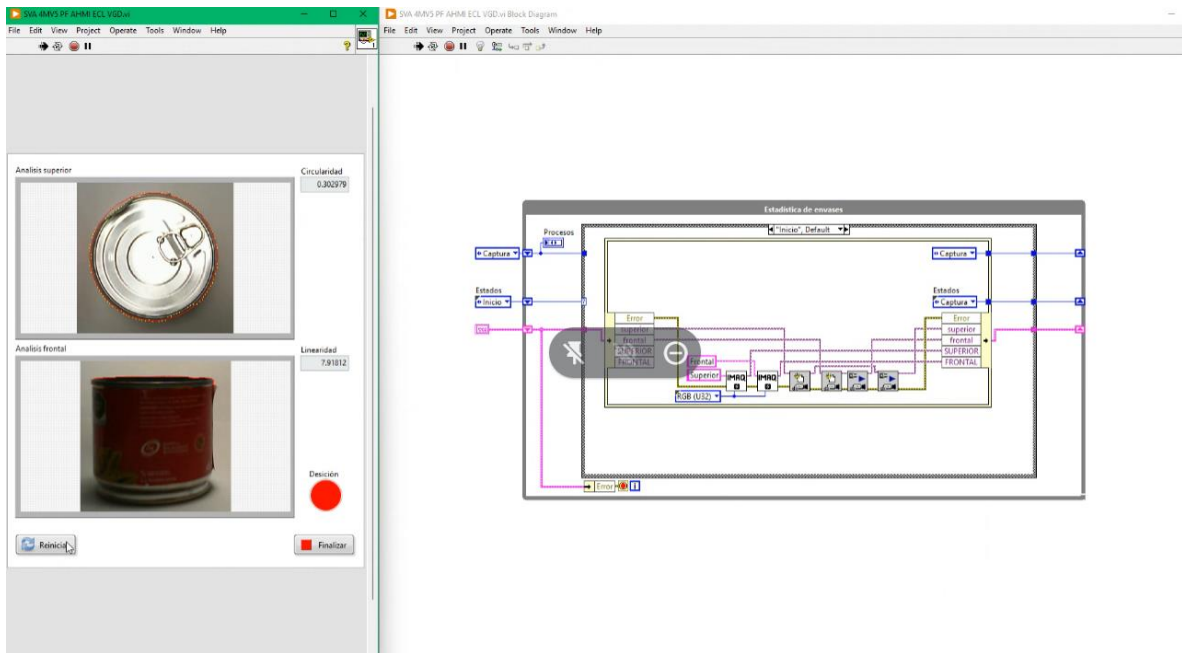 SVA 4MV5 PF AHMI ECL VGD.vi
File Edit View Project Operate Tools Window Help
Analisis superior
Circularidad
0.302979
Analisis frontal
Linearidad
7.91812
Desición
Reinicia
Finalizar
SVA 4MV5 PF AHMI ECL VGD.vi Block Diagram
File Edit View Project Operate Tools Window Help
Estadistica de envases
"Inicio", Default
Procesos
Captura
Captura
Estados
Inicio
Estados
Captura
Error
superior
frontal
SUPERIOR
FRONTAL
Error
superior
frontal
SUPERIOR
FRONTAL
Frontal
Superior
IMAQ
IMAQ
RGB (U32)
Error
i